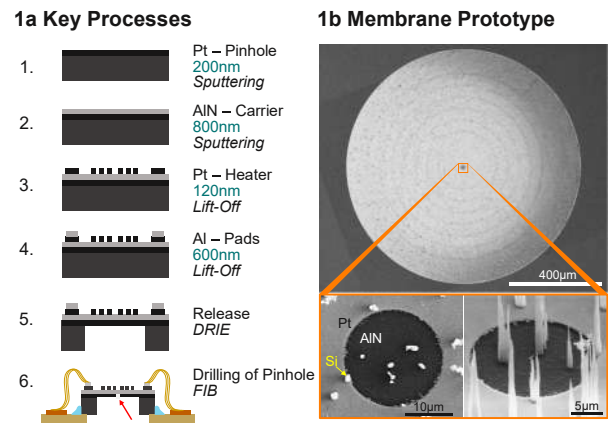 1a Key Processes
1.
Pt – Pinhole
200nm
Sputtering
2.
AlN – Carrier
800nm
Sputtering
3.
Pt – Heater
120nm
Lift-Off
4.
Al – Pads
600nm
Lift-Off
5.
Release
DRIE
6.
Drilling of Pinhole
FIB
1b Membrane Prototype
400µm
Pt
AlN
Si
10µm
5µm